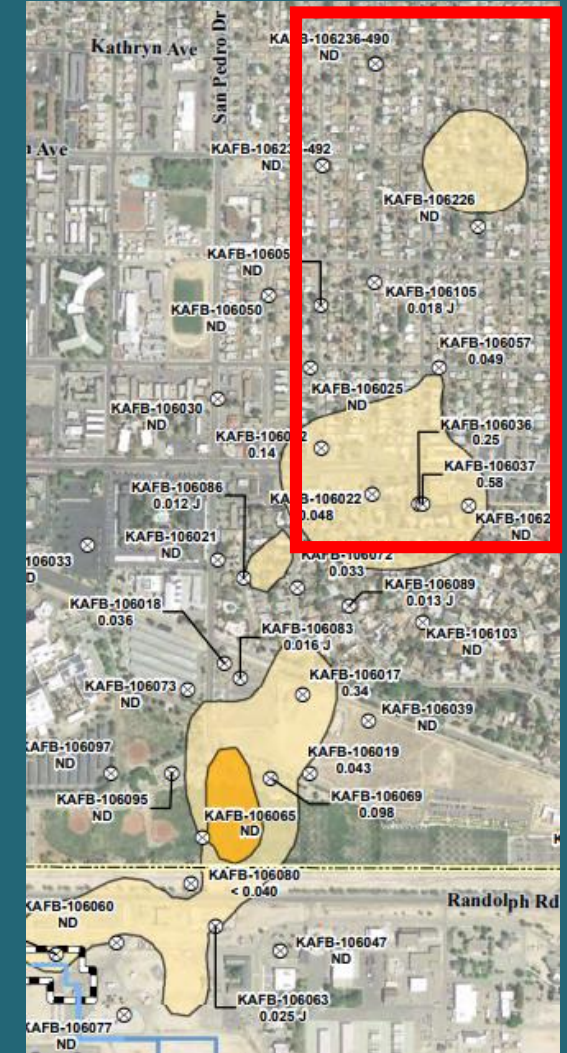 Kathryn Ave
San Pedro Dr
KAFB-106236-490
ND
Ave
492
ND
KAFB-106226
ND
KAFB-1605
ND
KAFB-106050
ND
KAFB-106105
0.018 J
KAFB-106057
0.049
KAFB-106025
ND
KAFB-106030
ND
0.14
KAFB-106036
0.25
KAFB-106037
0.58
KAFB-106086
0.012 J
106022
0.048
ND
KAFB-106021
ND
106033
D
KAFB-106072
0.033
KAFB-106089
0.013 J
KAFB-106018
0.036
KAFB-106083
0.016 J
KAFB-106103
ND
KAFB-106017
0.34
KAFB-106073
ND
KAFB-106039
ND
KAFB-106097
ND
KAFB-106019
0.043
KAFB-106095
ND
KAFB-106069
0.098
KAFB-106065
ND
KAFB-106080
< 0.040
Randolph Rd
KAFB-106060
ND
KAFB-106047
ND
KAFB-106063
0.025 J
KAFB-106077
ND